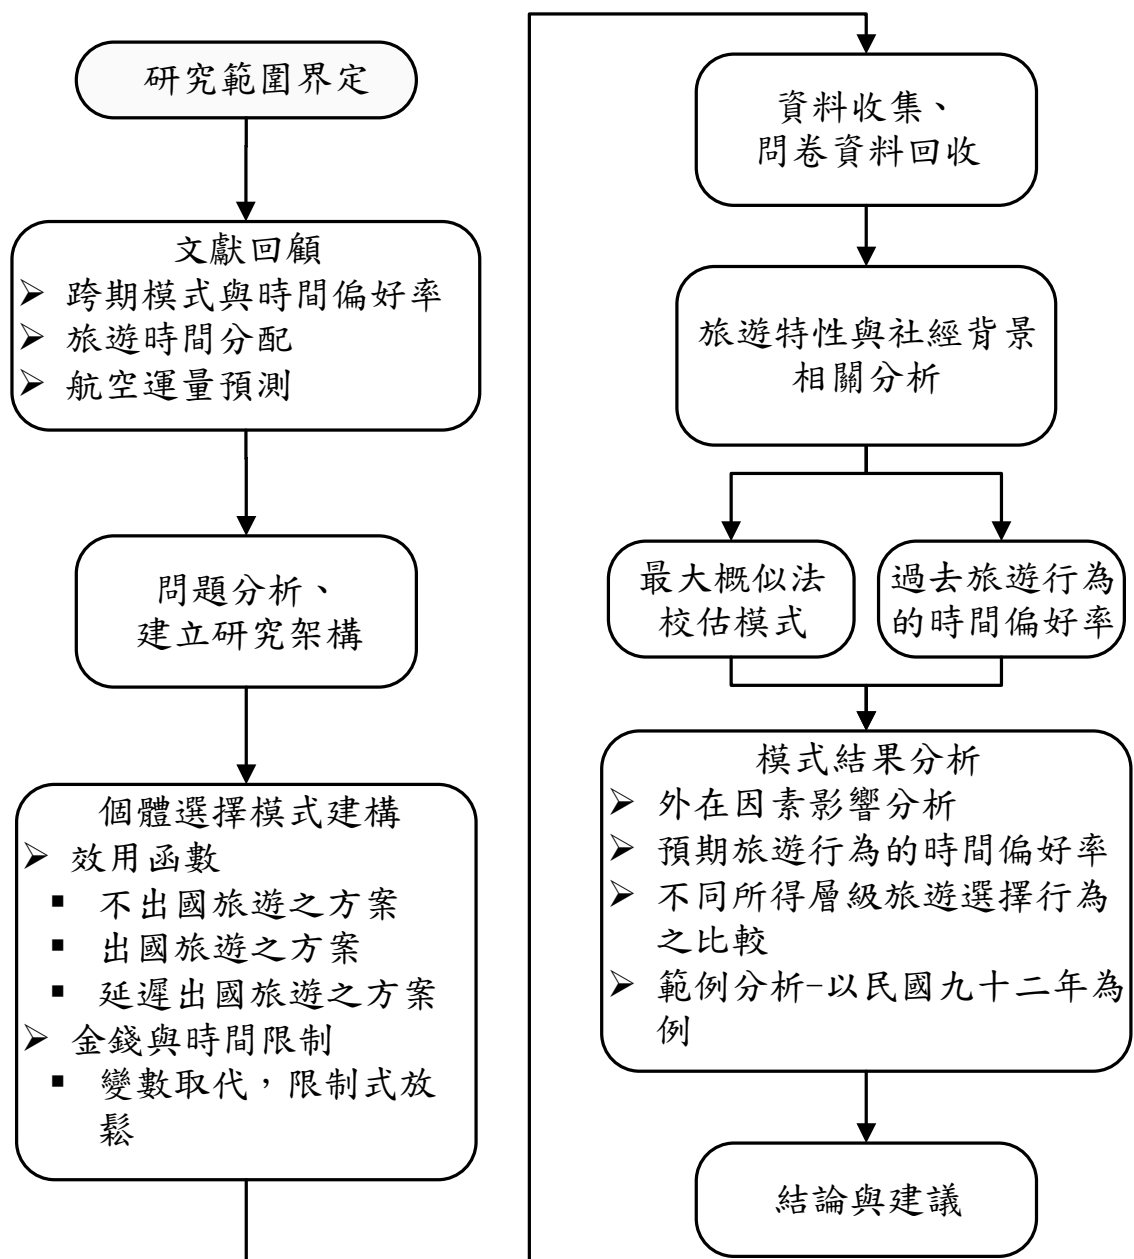 研究範圍界定
文獻回顧
➢ 跨期模式與時間偏好率
➢ 旅遊時間分配
➢ 航空運量預測
問題分析、
建立研究架構
個體選擇模式建構
➢ 效用函數
▪ 不出國旅遊之方案
▪ 出國旅遊之方案
▪ 延遲出國旅遊之方案
➢ 金錢與時間限制
▪ 變數取代，限制式放
鬆
資料收集、
問卷資料回收
旅遊特性與社經背景
相關分析
最大概似法
校估模式
過去旅遊行為
的時間偏好率
模式結果分析
➢ 外在因素影響分析
➢ 預期旅遊行為的時間偏好率
➢ 不同所得層級旅遊選擇行為
之比較
➢ 範例分析-以民國九十二年為
例
結論與建議